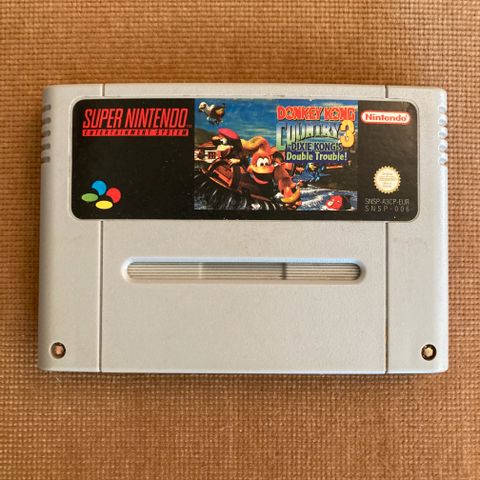 SUPER NINTENDO
ENTERTAINMENT SYSTEM
DONKEY KONG
COUNTRY 3
DIXIE KONG'S
Double Trouble!
Nintendo
SNSP-A3CP-EUR
SNSP-006